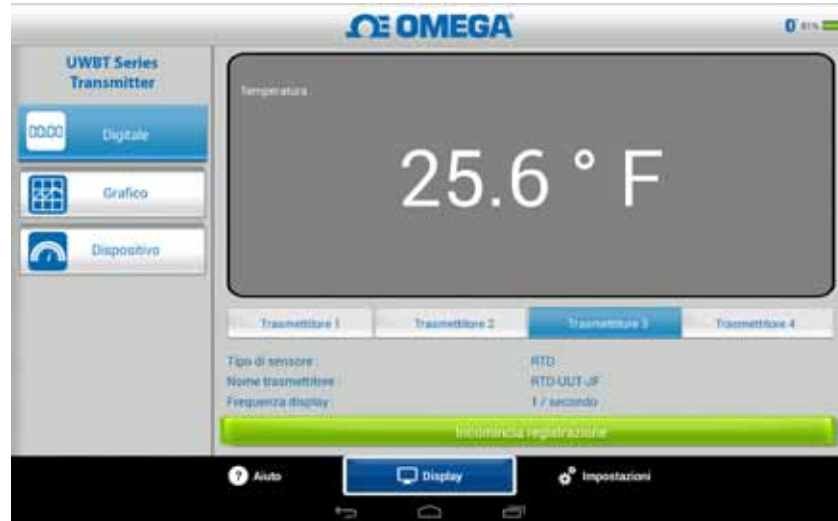 OMEGA
81%
UWBT Series
Transmitter
00.00
Digitale
Grafico
Dispositivo
Temperatura
25.6 ° F
Trasmettitore 1
Trasmettitore 2
Trasmettitore 3
Trasmettitore 4
Tipo di sensore : RTD
Nome trasmettitore : RTD-UUT-JF
Frequenza display : 1 / secondo
Incomincia registrazione
? Aiuto
Display
Impostazioni